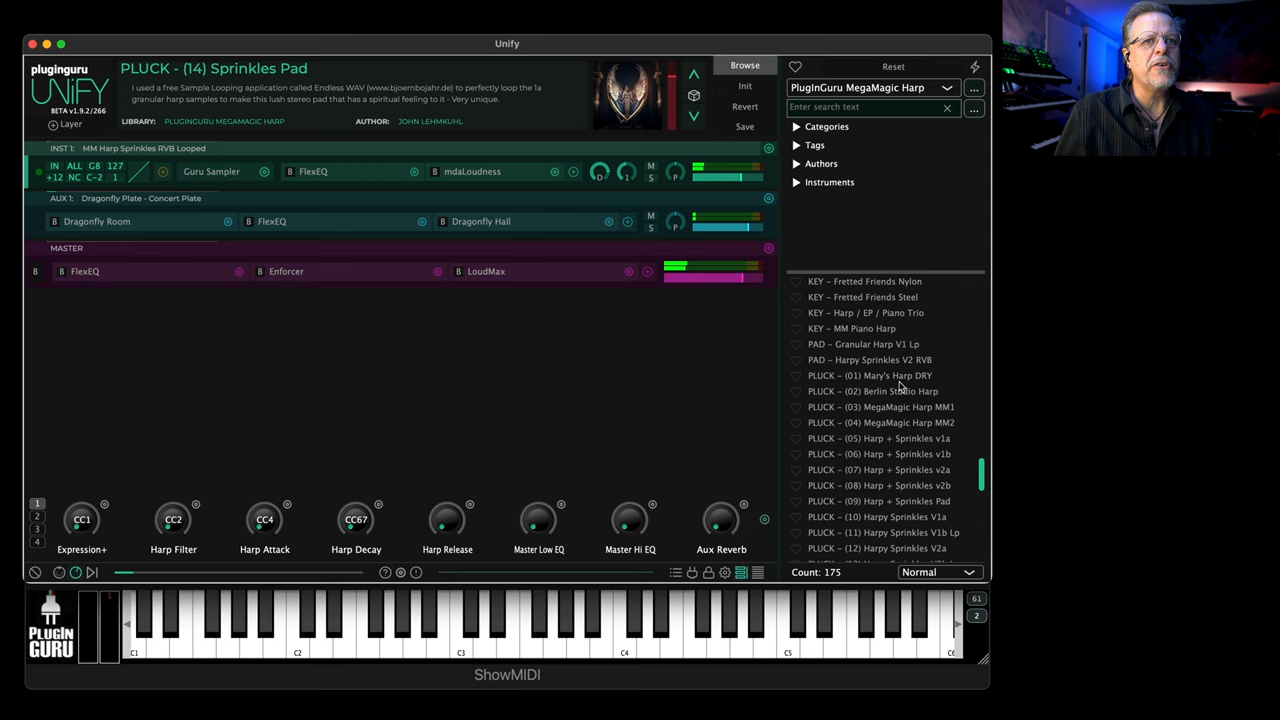 Unify
pluginguru
UNIFY
BETA v1.9.2/266
Layer
PLUCK - (14) Sprinkles Pad
I used a free Sample Looping application called Endless WAV (www.bjoernbojahr.de) to perfectly loop the 1a
granular harp samples to make this lush stereo pad that has a spiritual feeling to it - Very unique.
LIBRARY: PLUGINGURU MEGAMAGIC HARP AUTHOR: JOHN LEHMKUHL
Browse
Init
Revert
Save
Reset
PlugInGuru MegaMagic Harp
...
Enter search text
...
Categories
Tags
Authors
Instruments
INST 1: MM Harp Sprinkles RVB Looped
IN ALL G8 127
+12 NC C-2 1
Guru Sampler
FlexEQ
B mdaLoudness
D
1
M
S
P
AUX 1: Dragonfly Plate - Concert Plate
B Dragonfly Room
B FlexEQ
B Dragonfly Hall
M
S
P
MASTER
B
B FlexEQ
B Enforcer
B LoudMax
KEY - Fretted Friends Nylon
KEY - Fretted Friends Steel
KEY - Harp / EP / Piano Trio
KEY - MM Piano Harp
PAD - Granular Harp V1 Lp
PAD - Harpy Sprinkles V2 RVB
PLUCK - (01) Mary's Harp DRY
PLUCK - (02) Berlin Studio Harp
PLUCK - (03) MegaMagic Harp MM1
PLUCK - (04) MegaMagic Harp MM2
PLUCK - (05) Harp + Sprinkles v1a
PLUCK - (06) Harp + Sprinkles v1b
PLUCK - (07) Harp + Sprinkles v2a
PLUCK - (08) Harp + Sprinkles v2b
PLUCK - (09) Harp + Sprinkles Pad
PLUCK - (10) Harpy Sprinkles V1a
PLUCK - (11) Harpy Sprinkles V1b Lp
PLUCK - (12) Harpy Sprinkles V2a
Count: 175
Normal
1
2
3
4
CC1
CC2
CC4
CC67
Expression+
Harp Filter
Harp Attack
Harp Decay
Harp Release
Master Low EQ
Master Hi EQ
Aux Reverb
PLUGIN
GURU
1
C1
C2
C3
C4
C5
C6
61
2
ShowMIDI